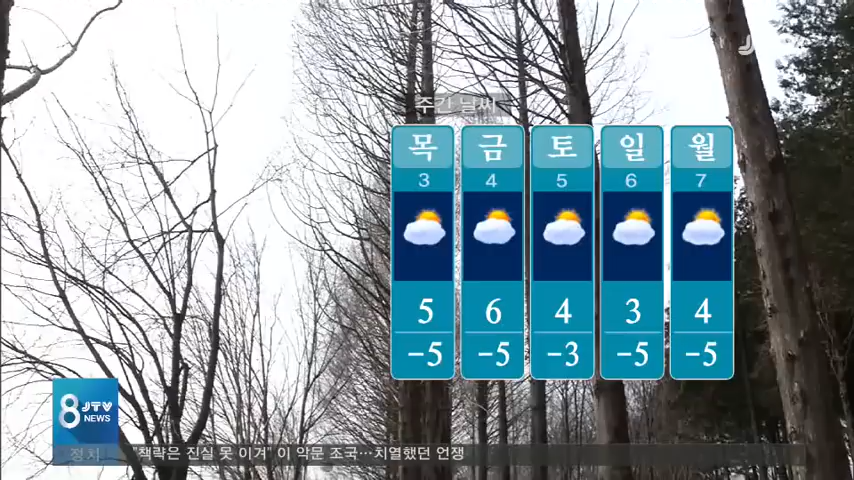 주간 날씨
목 금 토 일 월
3 4 5 6 7
5 6 4 3 4
-5 -5 -3 -5 -5
8 JTV NEWS
정치 "책략은 진실 못 이겨" 이 악문 조국…치열했던 언쟁